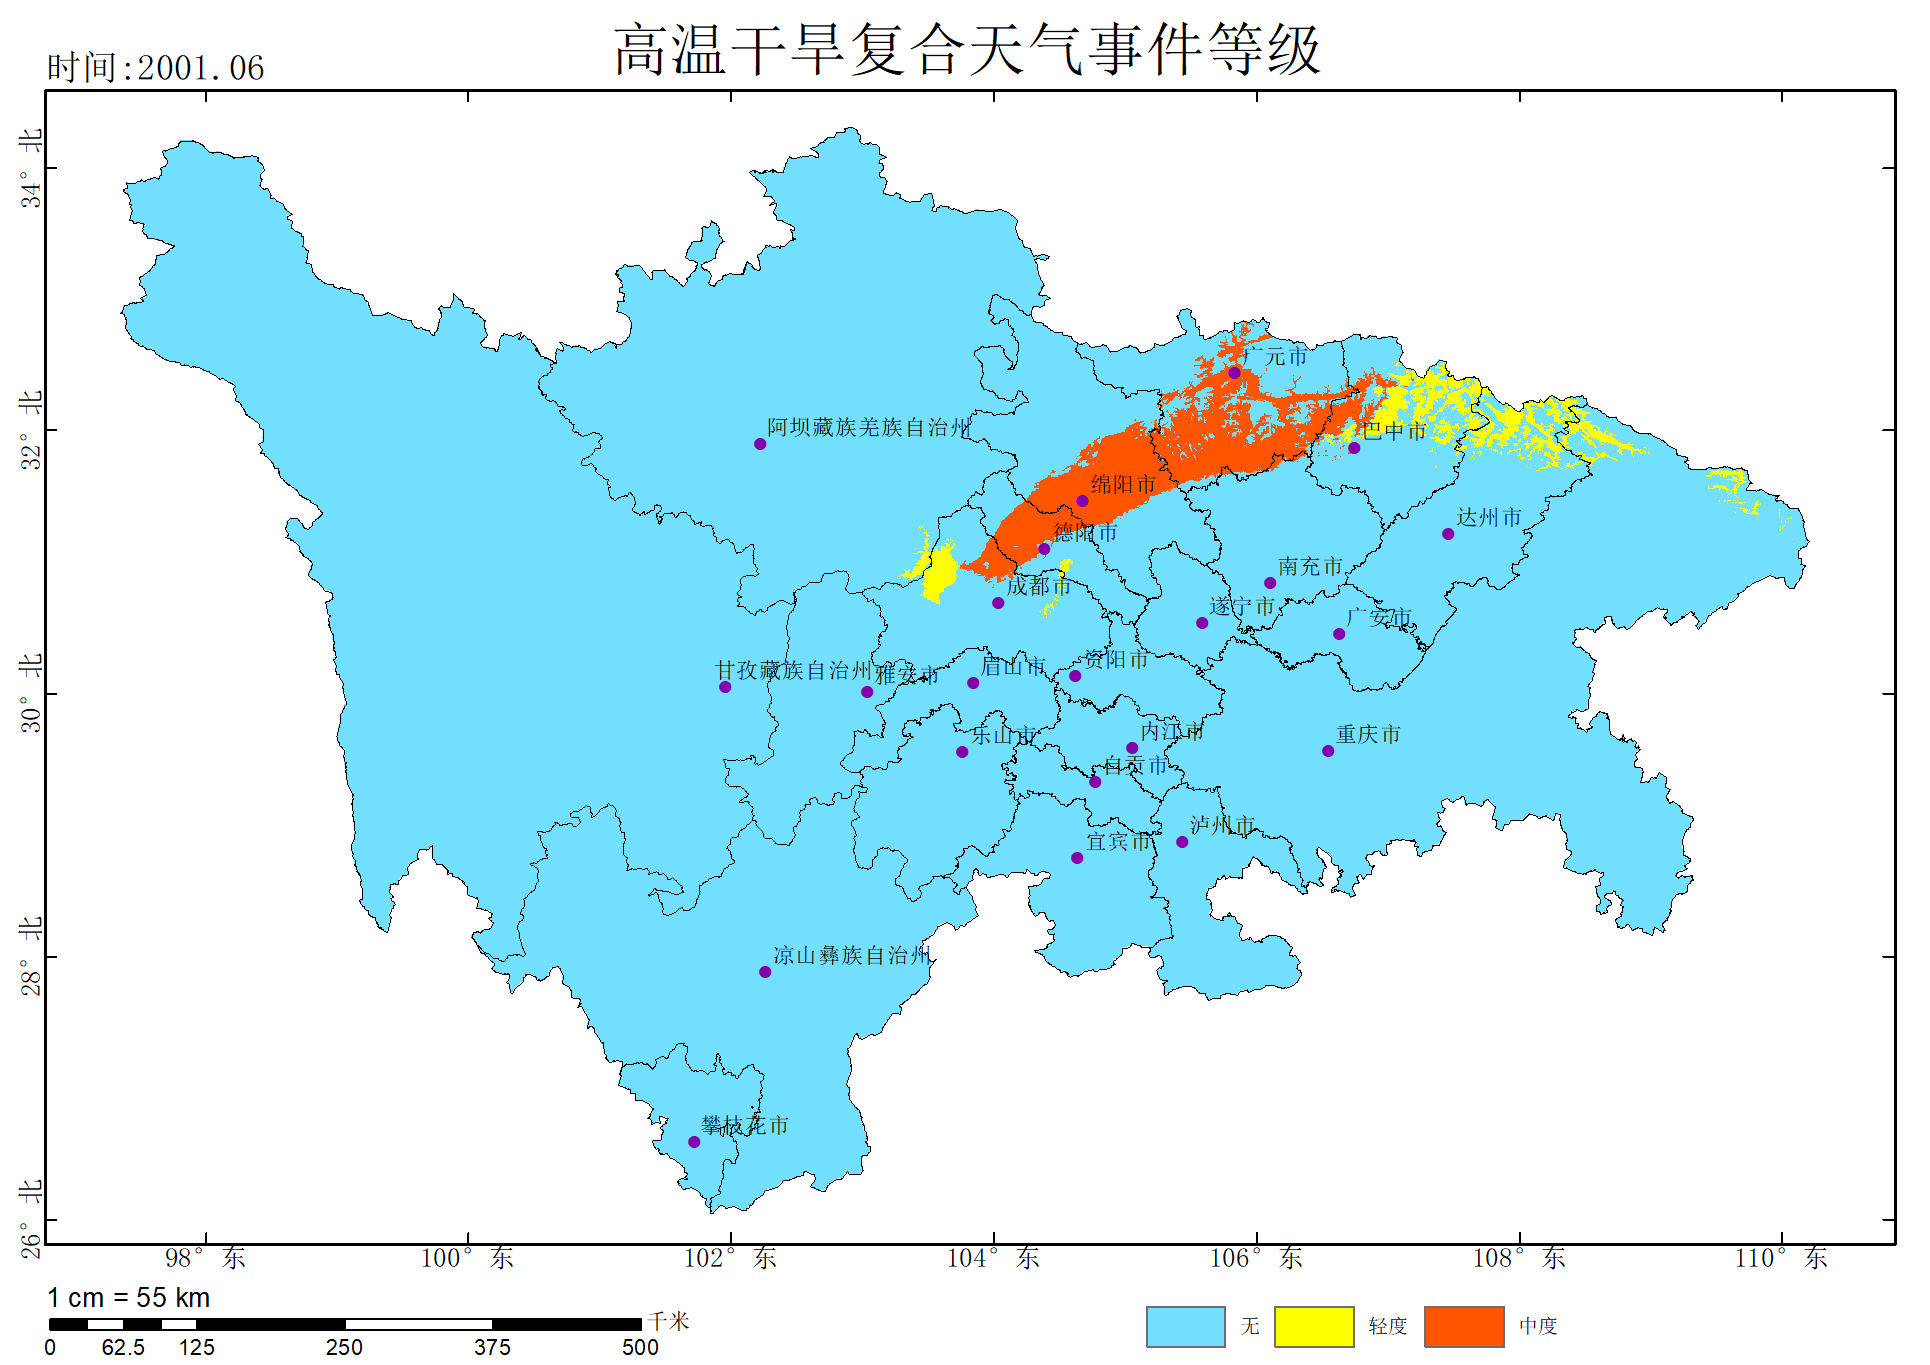 高温干旱复合天气事件等级
时间:2001.06
34° 北
32° 北
30° 北
28° 北
26° 北
广元市
阿坝藏族羌族自治州
巴中市
绵阳市
达州市
德阳市
南充市
成都市
遂宁市
广安市
甘孜藏族自治州
雅安市
眉山市
资阳市
乐山市
内江市
重庆市
自贡市
泸州市
宜宾市
凉山彝族自治州
攀枝花市
98° 东
100° 东
102° 东
104° 东
106° 东
108° 东
110° 东
1 cm = 55 km
千米
0 62.5 125 250 375 500
无 轻度 中度